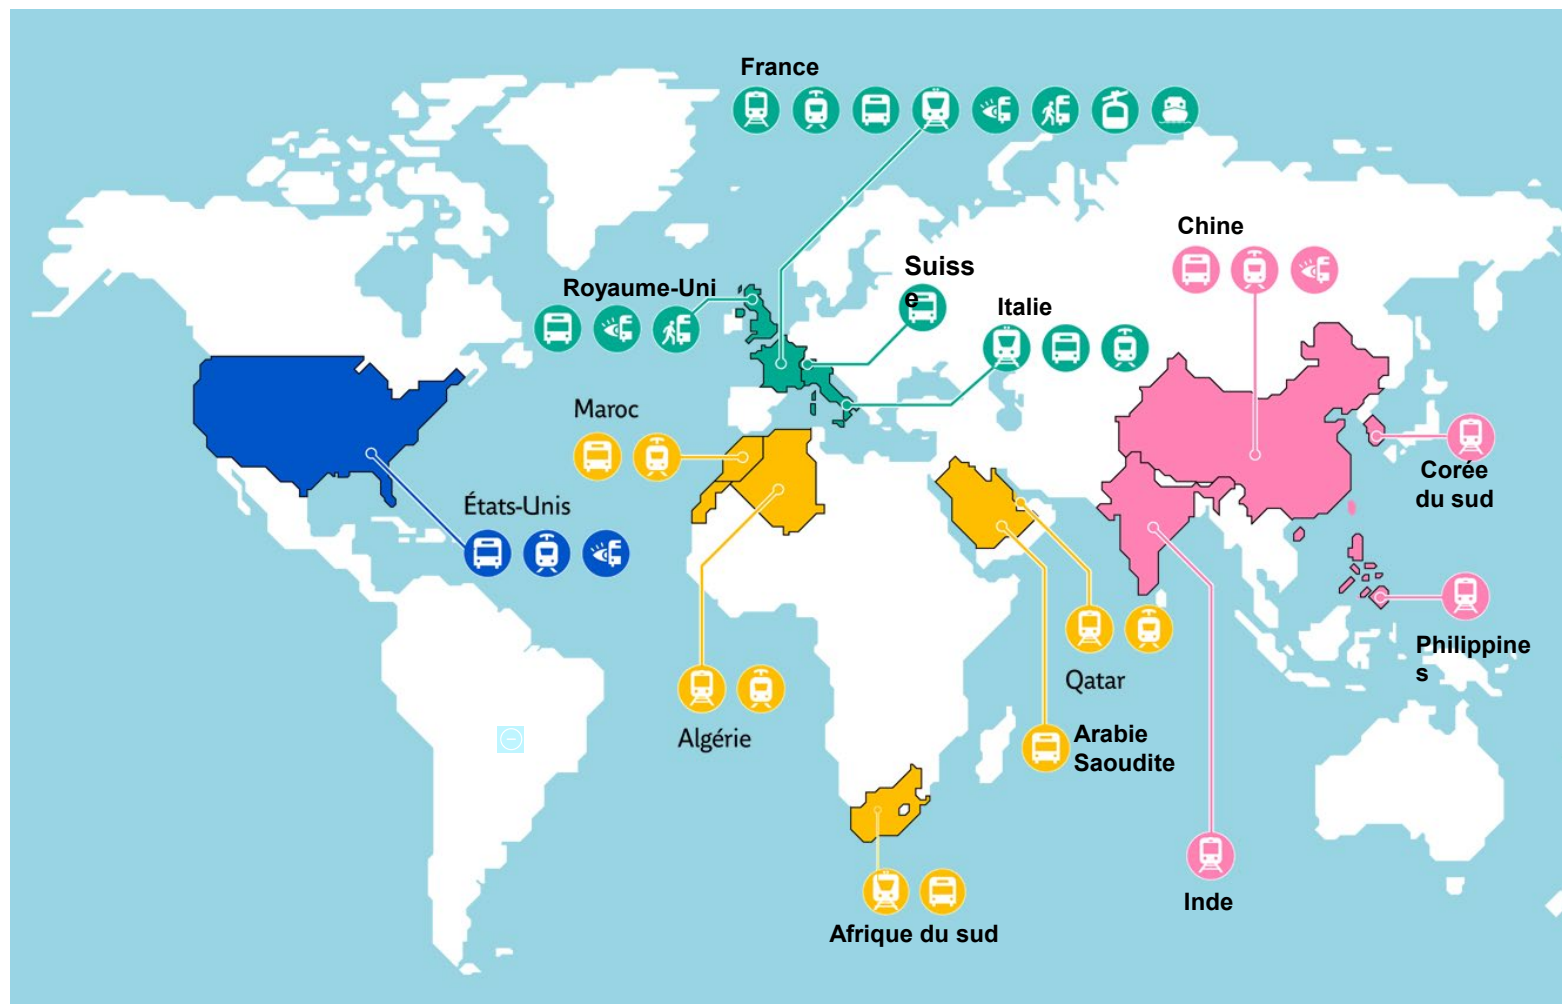 France
Chine
Suiss
e
Royaume-Uni
Italie
Maroc
Corée
du sud
États-Unis
Philippine
s
Qatar
Algérie
Arabie
Saoudite
Inde
Afrique du sud